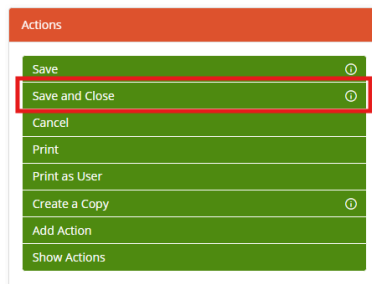 Actions
Save
Save and Close
Cancel
Print
Print as User
Create a Copy
Add Action
Show Actions